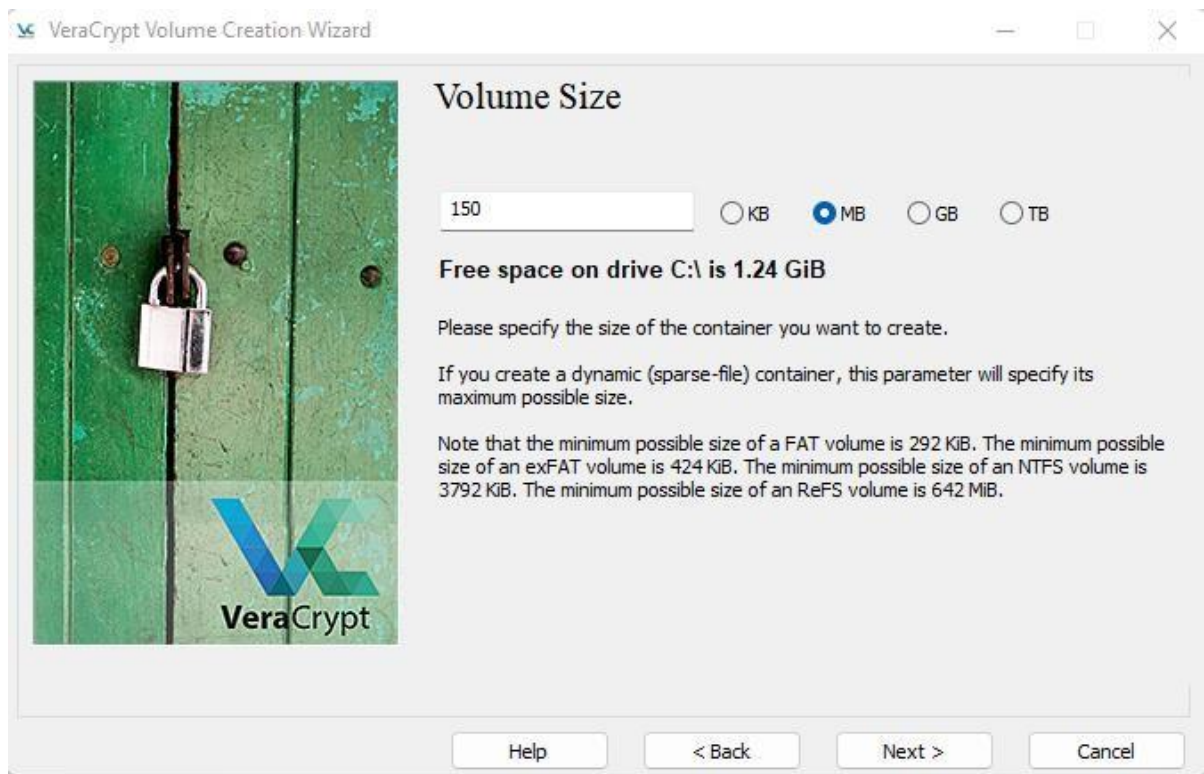 VeraCrypt Volume Creation Wizard
Volume Size
150
KB
MB
GB
TB
Free space on drive C:\ is 1.24 GiB
Please specify the size of the container you want to create.
If you create a dynamic (sparse-file) container, this parameter will specify its
maximum possible size.
Note that the minimum possible size of a FAT volume is 292 KiB. The minimum possible
size of an exFAT volume is 424 KiB. The minimum possible size of an NTFS volume is
3792 KiB. The minimum possible size of an ReFS volume is 642 MiB.
VeraCrypt
Help
< Back
Next >
Cancel